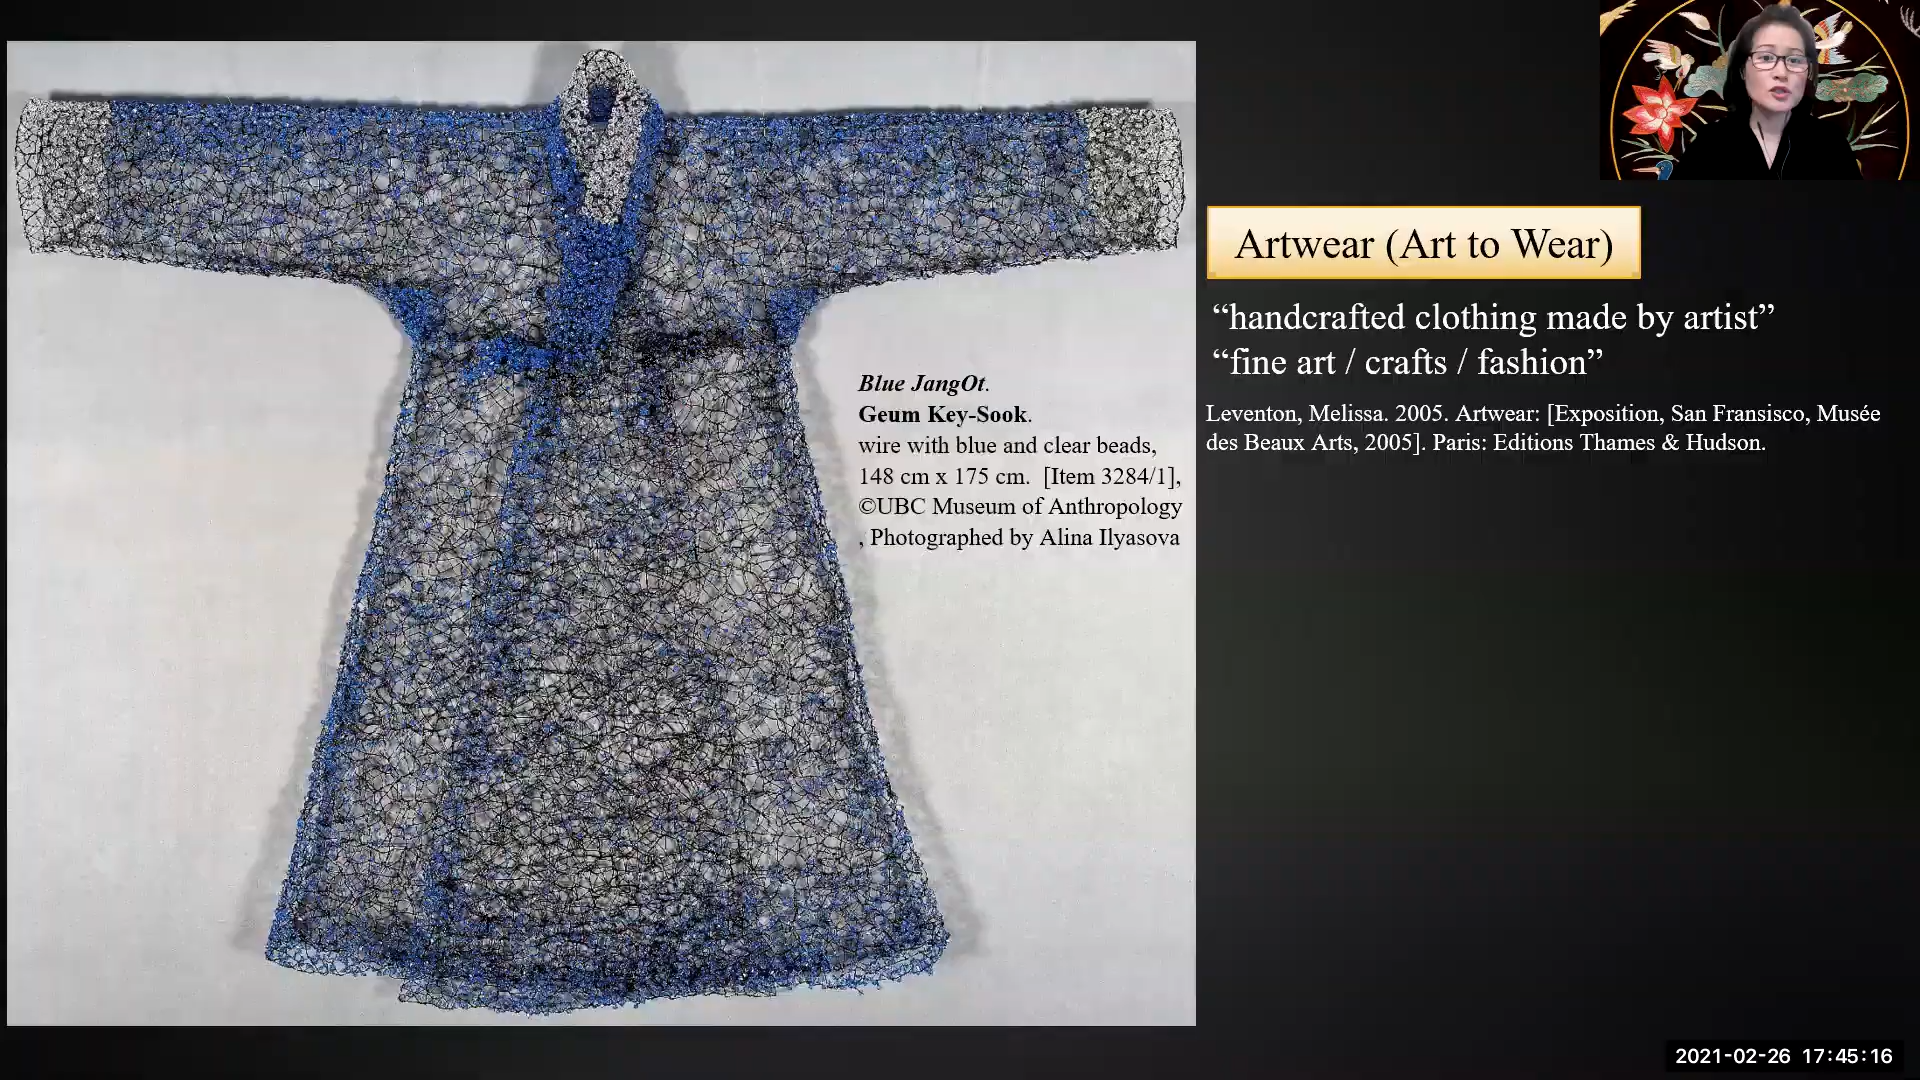 Artwear (Art to Wear)
“handcrafted clothing made by artist”
“fine art / crafts / fashion”
Leventon, Melissa. 2005. Artwear: [Exposition, San Fransisco, Musée
des Beaux Arts, 2005]. Paris: Editions Thames & Hudson.
Blue JangOt.
Geum Key-Sook.
wire with blue and clear beads,
148 cm x 175 cm. [Item 3284/1],
©UBC Museum of Anthropology
, Photographed by Alina Ilyasova
2021-02-26 17:45:16